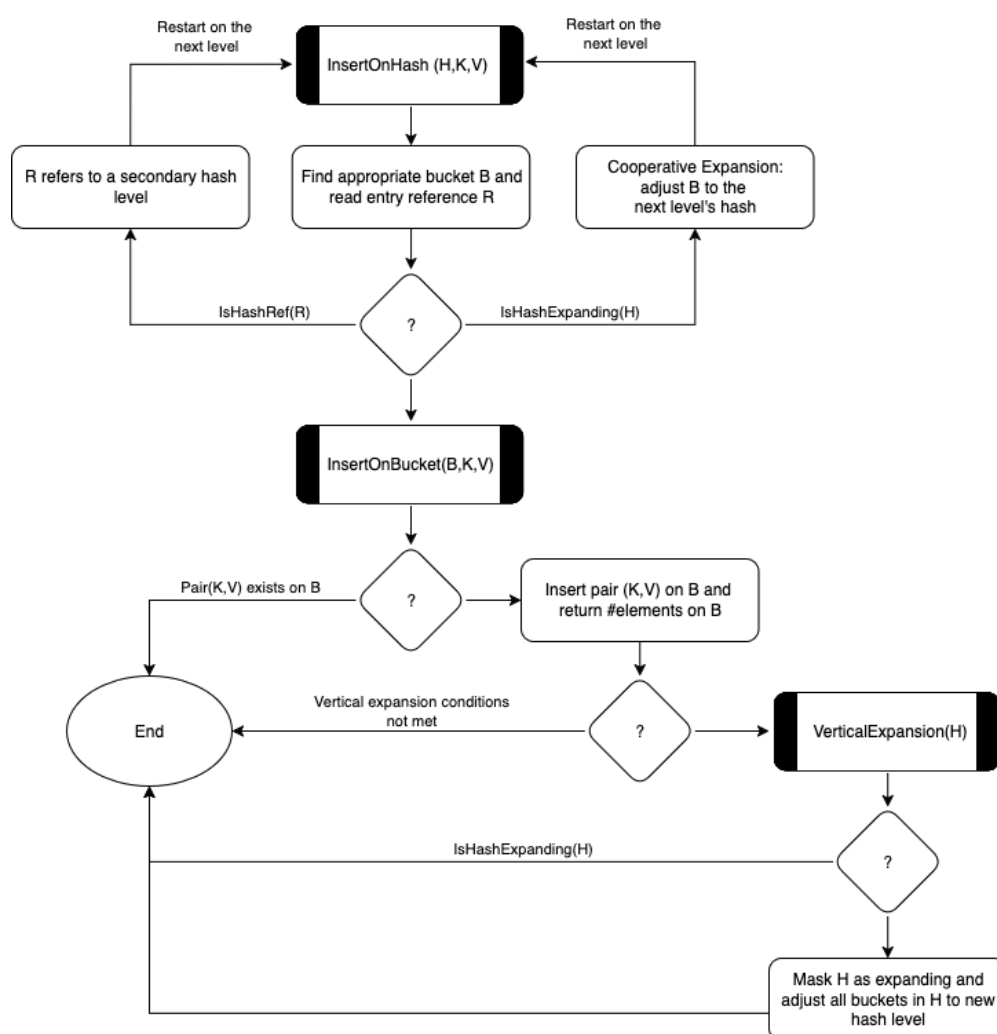 Restart on the
next level
Restart on the
next level
InsertOnHash (H,K,V)
R refers to a secondary hash
level
Find appropriate bucket B and
read entry reference R
Cooperative Expansion:
adjust B to the
next level's hash
IsHashRef(R)
?
IsHashExpanding(H)
InsertOnBucket(B,K,V)
Pair(K,V) exists on B
?
Insert pair (K,V) on B and
return #elements on B
Vertical expansion conditions
not met
End
?
VerticalExpansion(H)
IsHashExpanding(H)
?
Mask H as expanding and
adjust all buckets in H to new
hash level